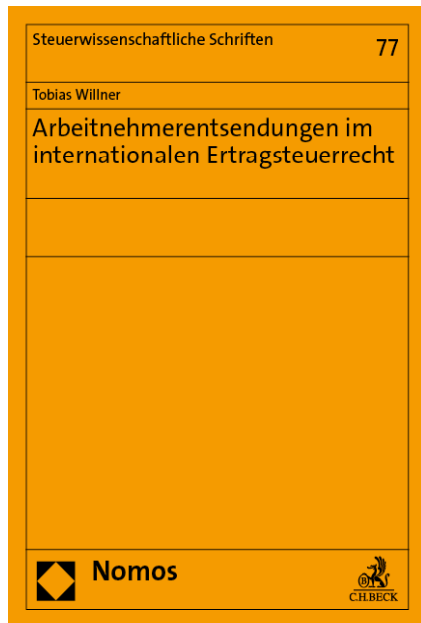 Steuerwissenschaftliche Schriften
77
Tobias Willner
Arbeitnehmerentsendungen im
internationalen Ertragsteuerrecht
Nomos
B
C.H.BECK